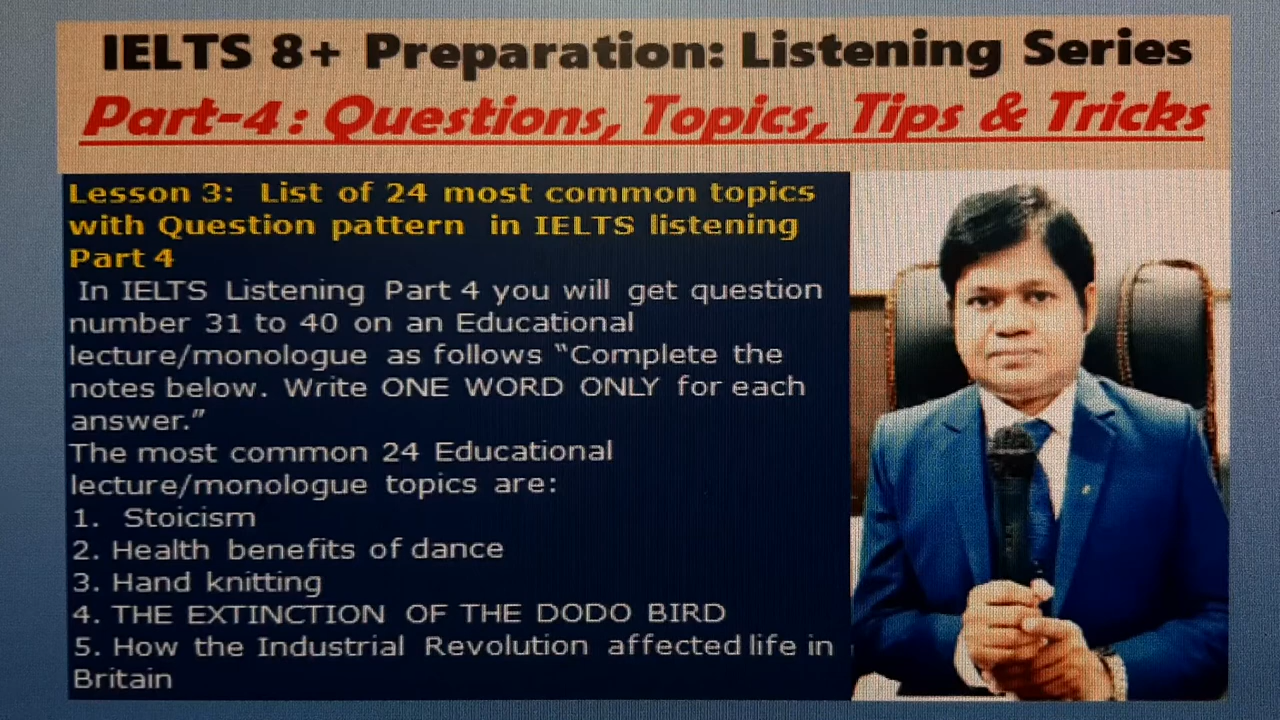 IELTS 8+ Preparation: Listening Series
Part-4: Questions, Topics, Tips & Tricks
Lesson 3: List of 24 most common topics
with Question pattern in IELTS listening
Part 4
In IELTS Listening Part 4 you will get question
number 31 to 40 on an Educational
lecture/monologue as follows “Complete the
notes below. Write ONE WORD ONLY for each
answer.”
The most common 24 Educational
lecture/monologue topics are:
1. Stoicism
2. Health benefits of dance
3. Hand knitting
4. THE EXTINCTION OF THE DODO BIRD
5. How the Industrial Revolution affected life in
Britain